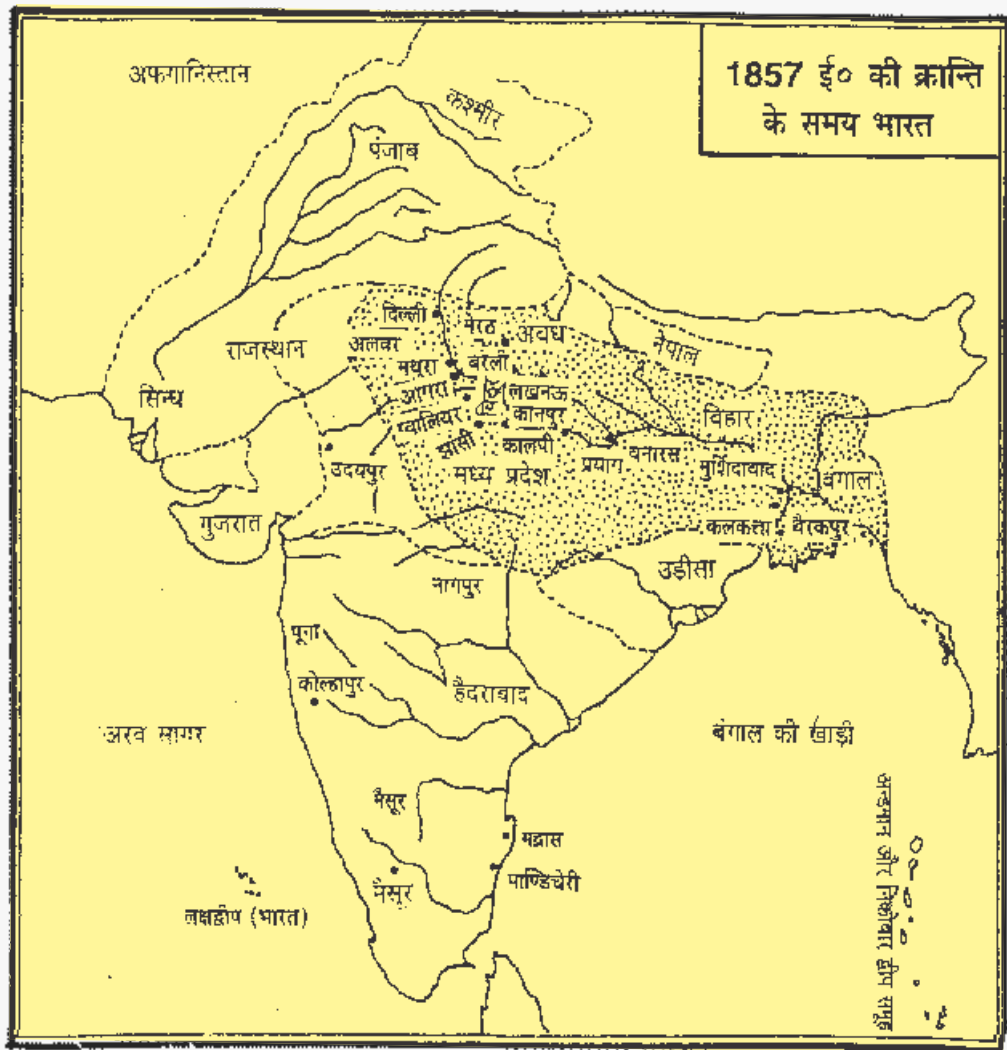 1857 ई० की क्रान्ति
के समय भारत
अफगानिस्तान
कश्मीर
पंजाब
दिल्ली
मेरठ
अवध
नेपाल
राजस्थान
अलवर
मथुरा
बरेली
सिन्ध
आगरा
लखनऊ
ग्वालियर
कानपुर
बिहार
झांसी
कालपी
प्रयाग
बनारस
मुर्शिदाबाद
बंगाल
उदयपुर
मध्य प्रदेश
गुजरात
कलकत्ता
बैरकपुर
नागपुर
उड़ीसा
पूना
कोल्हापुर
हैदराबाद
अरब सागर
बंगाल की खाड़ी
मैसूर
मद्रास
पाण्डिचेरी
मैसूर
लक्षद्वीप (भारत)
अन्डमान और निकोबार द्वीप समूह